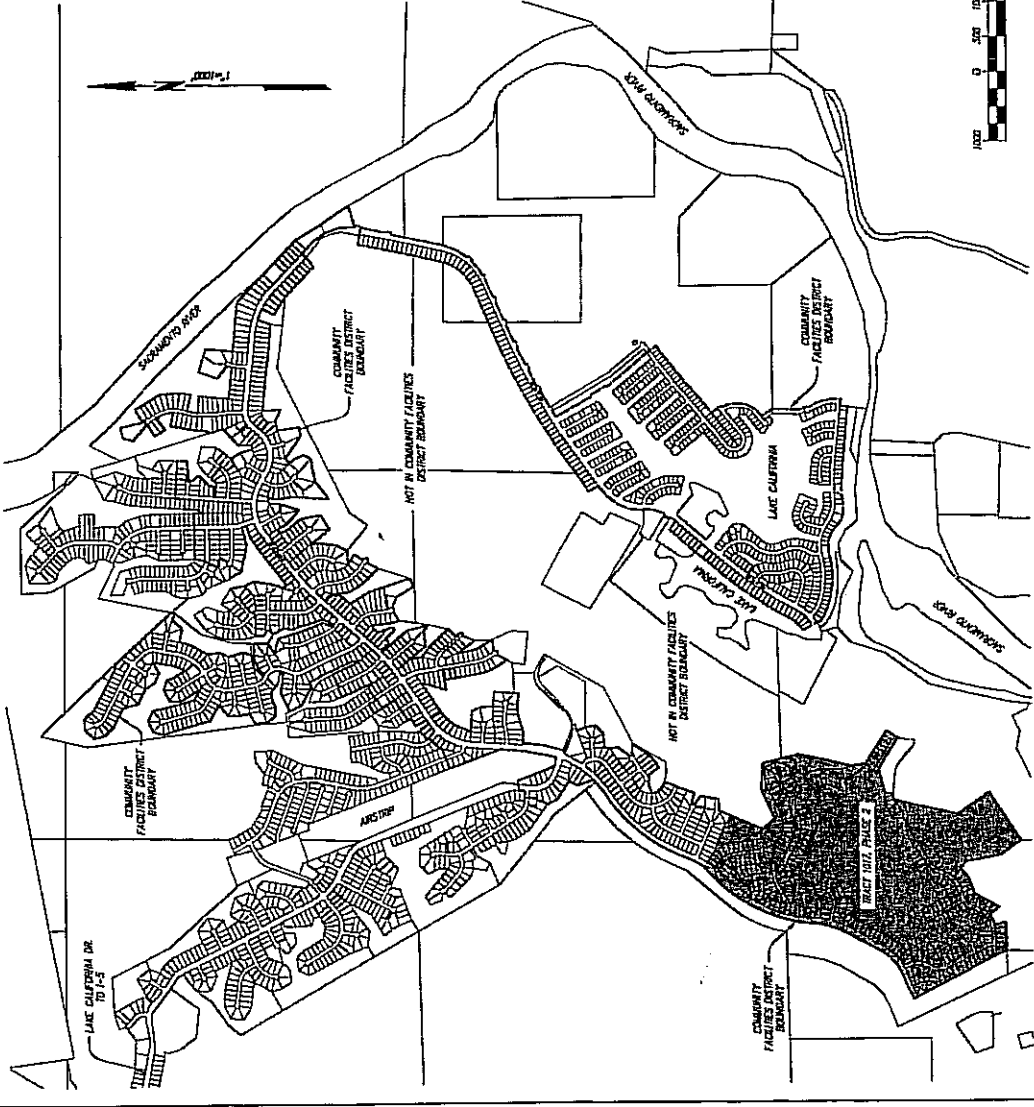 1"=1000'
N
1000
0
500
SACRAMENTO RIVER
SACRAMENTO RIVER
COMMUNITY
FACILITIES DISTRICT
BOUNDARY
NOT IN COMMUNITY FACILITIES
DISTRICT BOUNDARY
COMMUNITY
FACILITIES DISTRICT
BOUNDARY
AIRSTRIP
LAKE CALIFORNIA DR.
TO I-5
COMMUNITY
FACILITIES DISTRICT
BOUNDARY
LAKE CALIFORNIA
LAKE CALIFORNIA
NOT IN COMMUNITY FACILITIES
DISTRICT BOUNDARY
SACRAMENTO RIVER
TRACT 1017, PHASE 2
COMMUNITY
FACILITIES DISTRICT
BOUNDARY